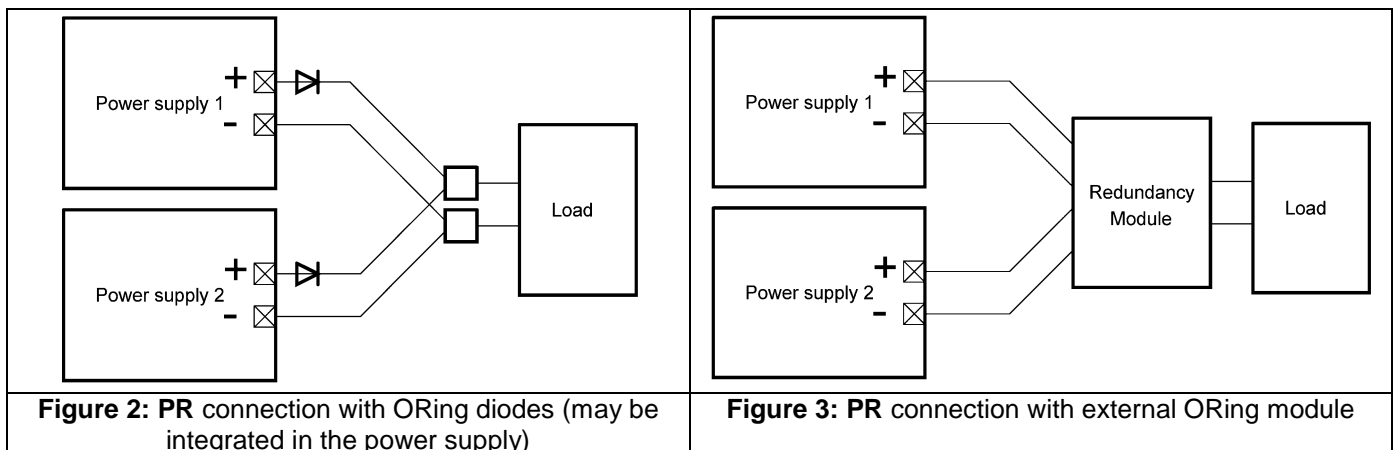 +
Power supply 1
-
Load
+
Power supply 2
-
Figure 2: PR connection with ORing diodes (may be
integrated in the power supply)
+
Power supply 1
-
Redundancy
Module
Load
+
Power supply 2
-
Figure 3: PR connection with external ORing module